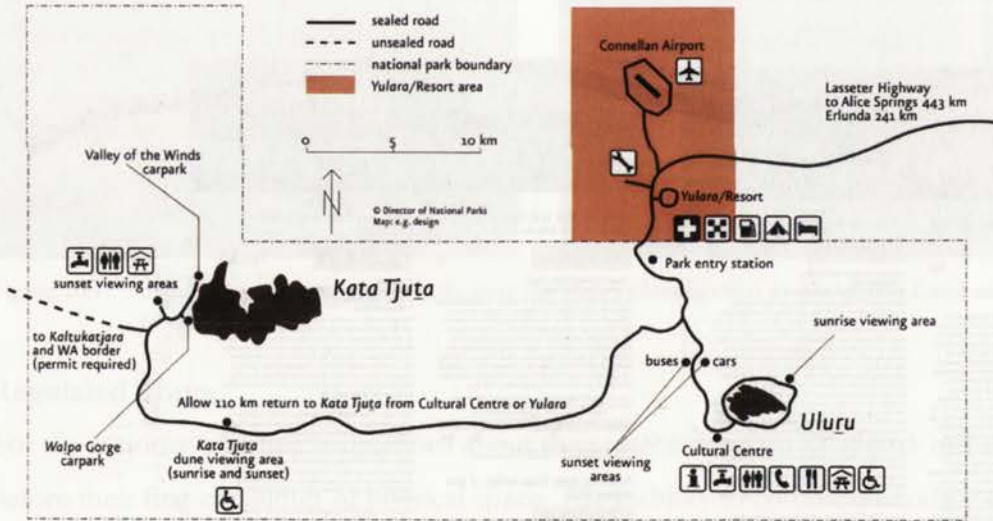 sealed road
unsealed road
national park boundary
Yulara/Resort area
0 5 10 km
N
© Director of National Parks
Map: e.g. design
Connellan Airport
Lasseter Highway
to Alice Springs 443 km
Erlunda 241 km
Yulara/Resort
Park entry station
Valley of the Winds
carpark
sunset viewing areas
Kata Tjuṯa
to Kaltukatjara
and WA border
(permit required)
Walpa Gorge
carpark
Allow 110 km return to Kata Tjuṯa from Cultural Centre or Yulara
Kata Tjuṯa
dune viewing area
(sunrise and sunset)
buses
cars
sunset viewing
areas
sunrise viewing area
Uluṟu
Cultural Centre
i